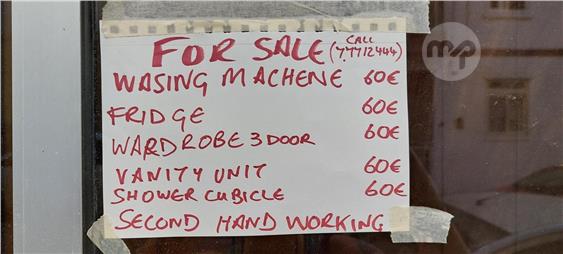 FOR SALE (CALL 77712444)
WASING MACHENE 60€
FRIDGE 60€
WARDROBE 3 DOOR 60€
VANITY UNIT 60€
SHOWER CUBICLE 60€
SECOND HAND WORKING
mp